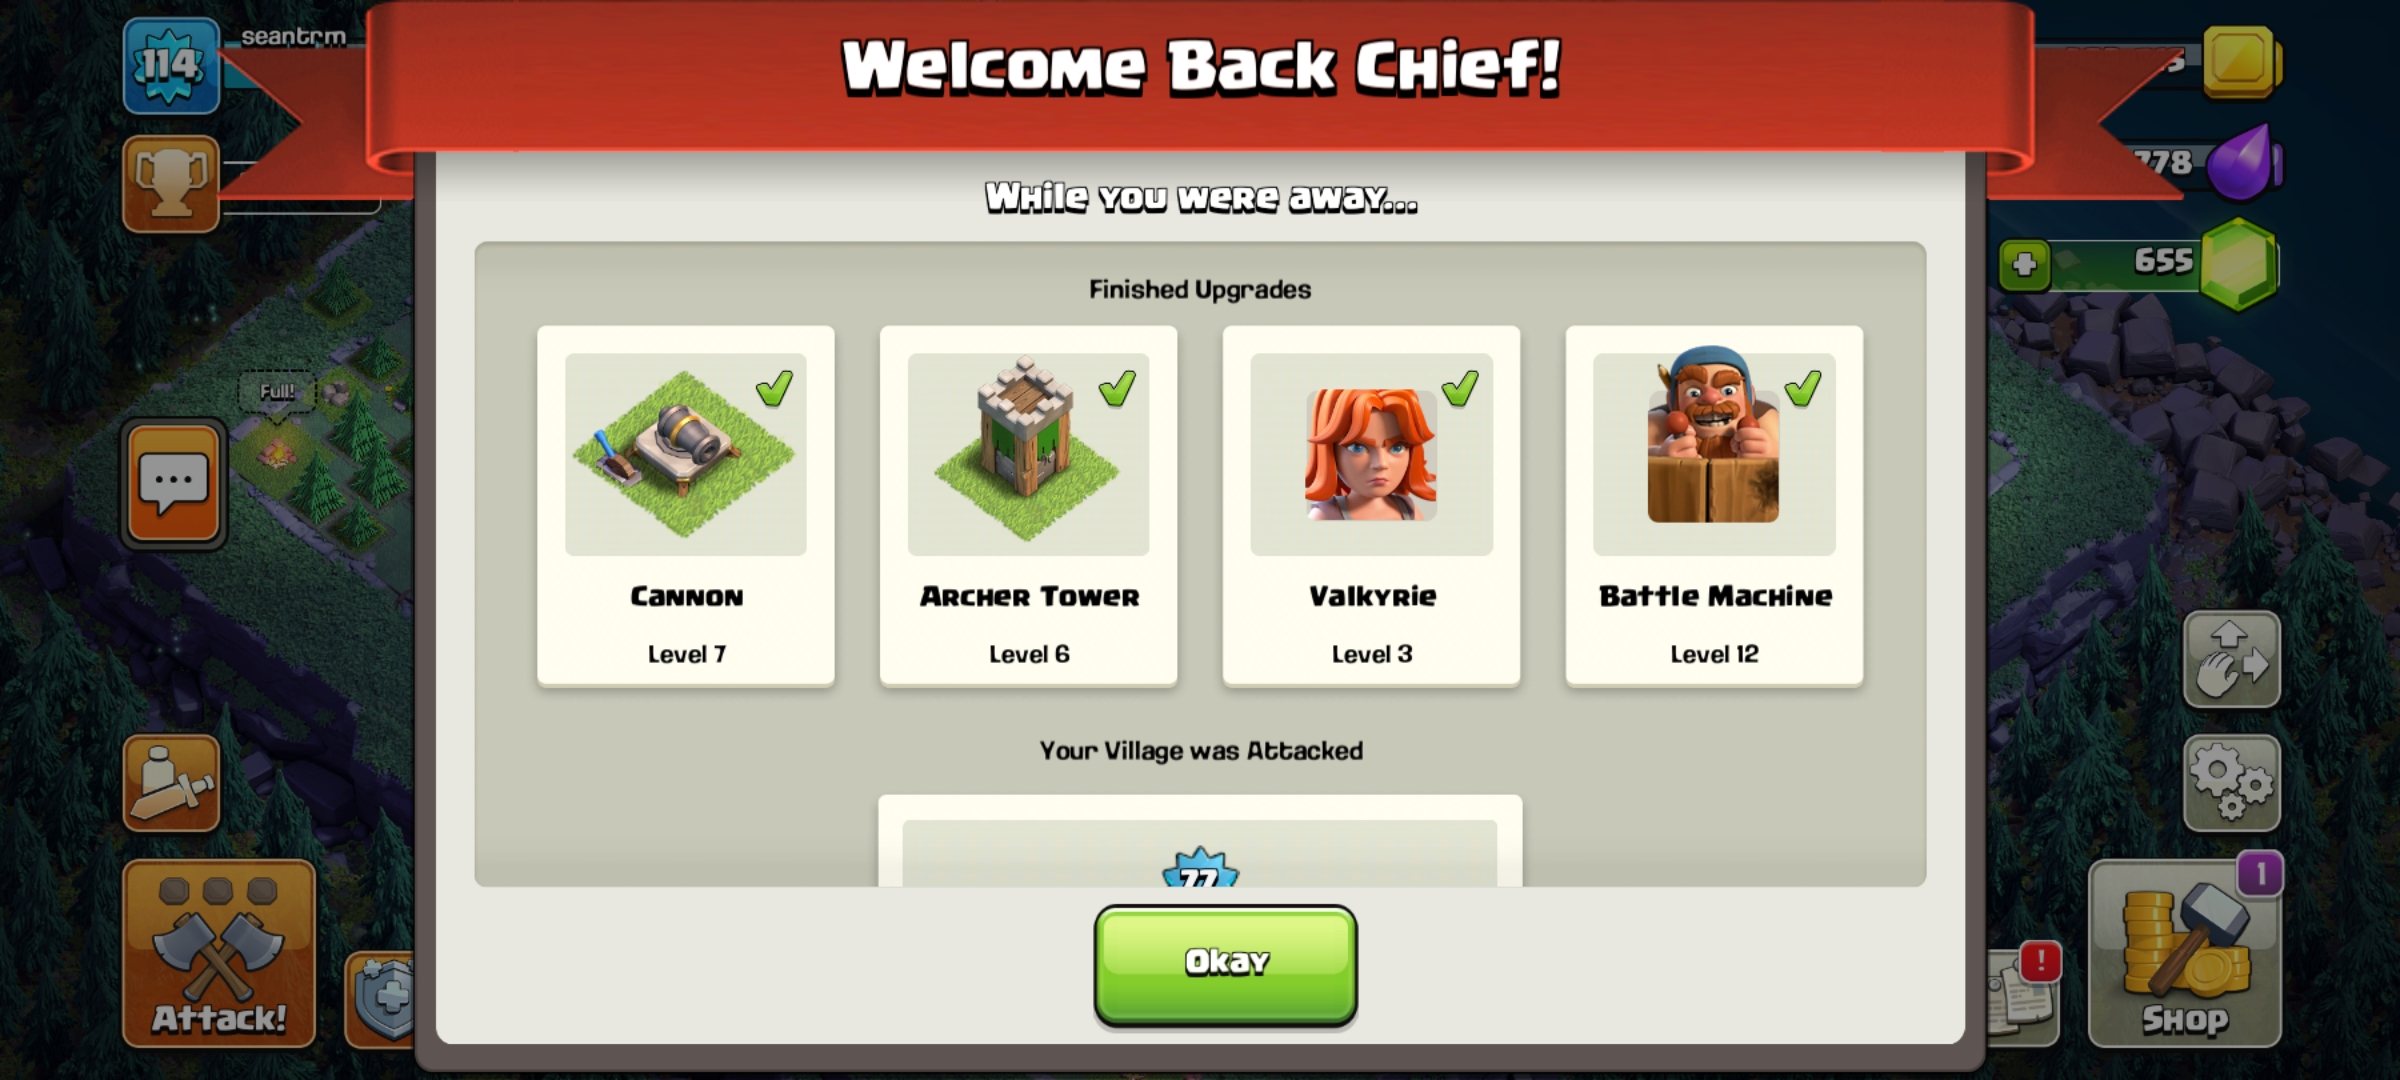 Welcome Back Chief!
114
seantrm
While you were away...
778
Finished Upgrades
655
Full!
Cannon
Archer Tower
Valkyrie
Battle Machine
Level 7
Level 6
Level 3
Level 12
Your Village was Attacked
77
1
Okay
!
Attack!
Shop